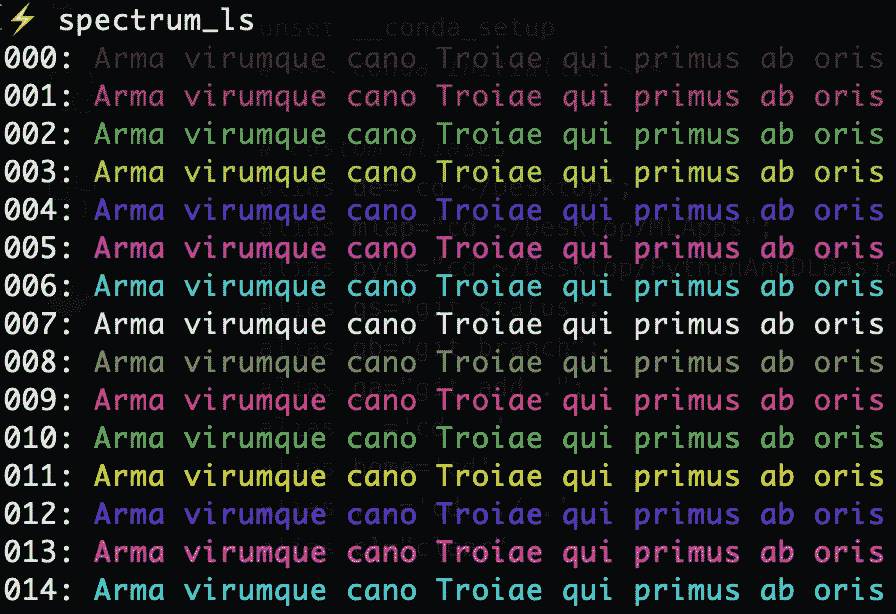 ⚡ spectrum_ls
000: Arma virumque cano Troiae qui primus ab oris
001: Arma virumque cano Troiae qui primus ab oris
002: Arma virumque cano Troiae qui primus ab oris
003: Arma virumque cano Troiae qui primus ab oris
004: Arma virumque cano Troiae qui primus ab oris
005: Arma virumque cano Troiae qui primus ab oris
006: Arma virumque cano Troiae qui primus ab oris
007: Arma virumque cano Troiae qui primus ab oris
008: Arma virumque cano Troiae qui primus ab oris
009: Arma virumque cano Troiae qui primus ab oris
010: Arma virumque cano Troiae qui primus ab oris
011: Arma virumque cano Troiae qui primus ab oris
012: Arma virumque cano Troiae qui primus ab oris
013: Arma virumque cano Troiae qui primus ab oris
014: Arma virumque cano Troiae qui primus ab oris